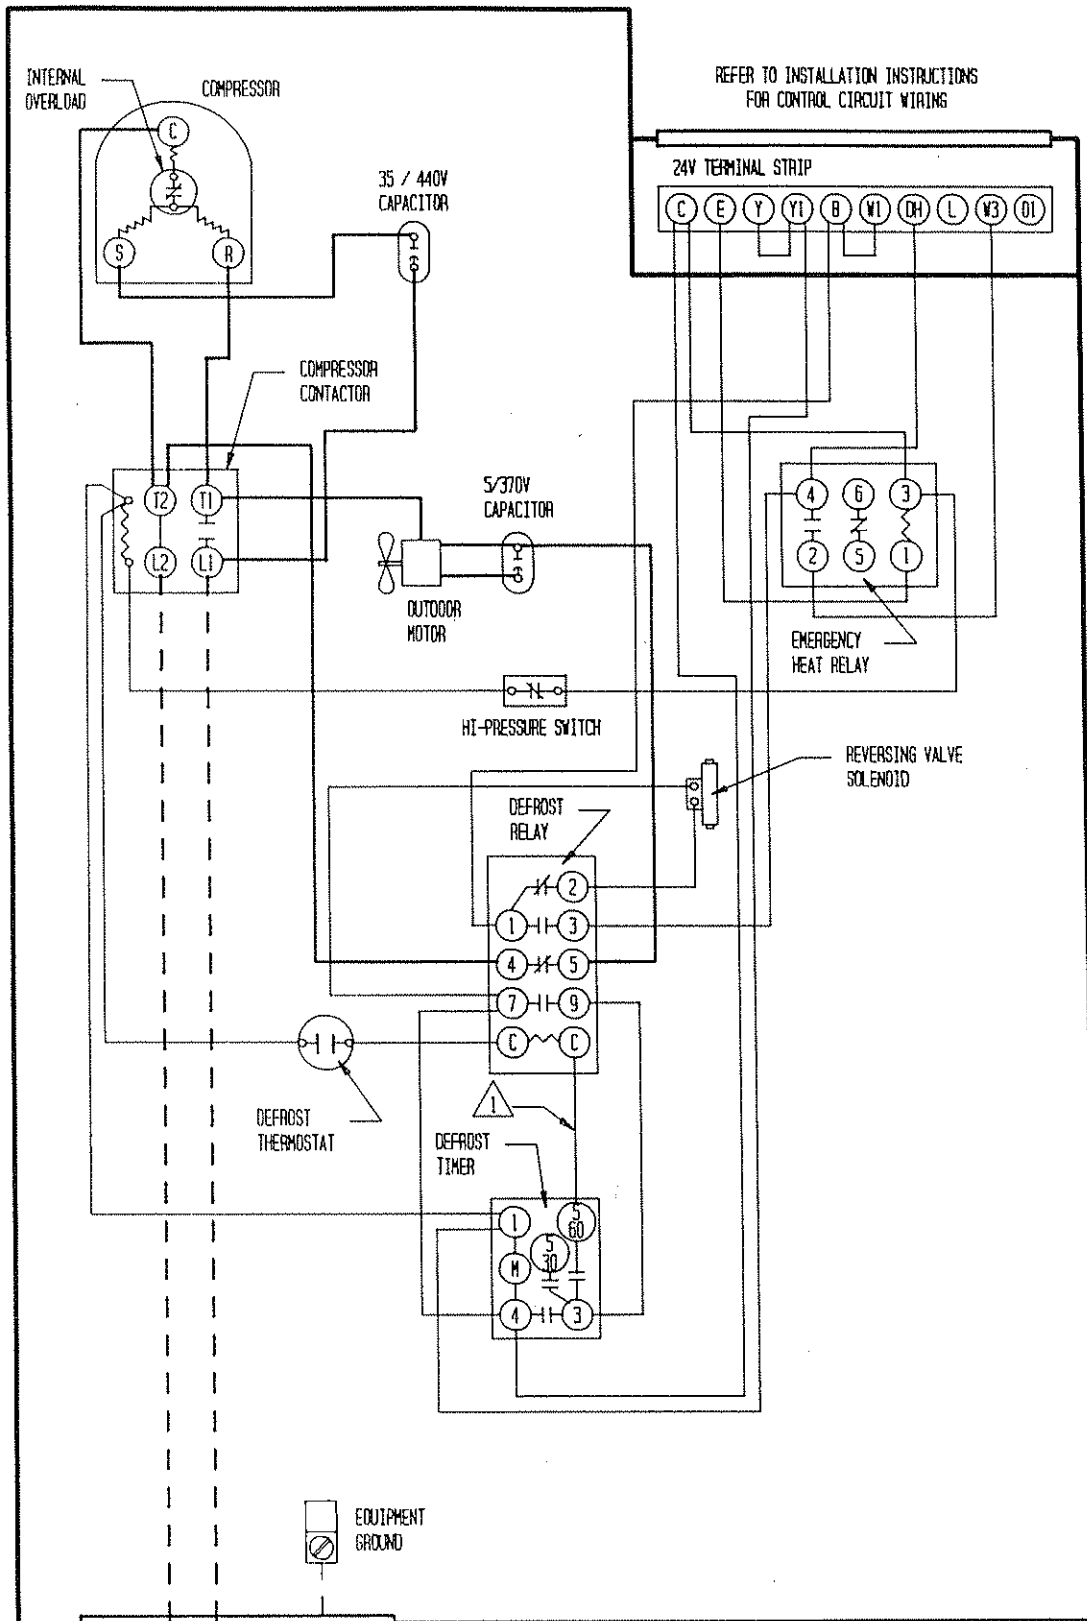 INTERNAL
OVERLOAD
COMPRESSOR
C
S
R
35 / 440V
CAPACITOR
REFER TO INSTALLATION INSTRUCTIONS
FOR CONTROL CIRCUIT WIRING
24V TERMINAL STRIP
C E Y Y1 B W1 DH L W3 O1
COMPRESSOR
CONTACTOR
T2 T1
L2 L1
5/370V
CAPACITOR
OUTDOOR
MOTOR
4 6 3
2 5 1
EMERGENCY
HEAT RELAY
HI-PRESSURE SWITCH
REVERSING VALVE
SOLENOID
DEFROST
RELAY
2
1 3
4 5
7 9
C C
DEFROST
THERMOSTAT
1
DEFROST
TIMER
1
5
60
5
30
M
4 3
EQUIPMENT
GROUND